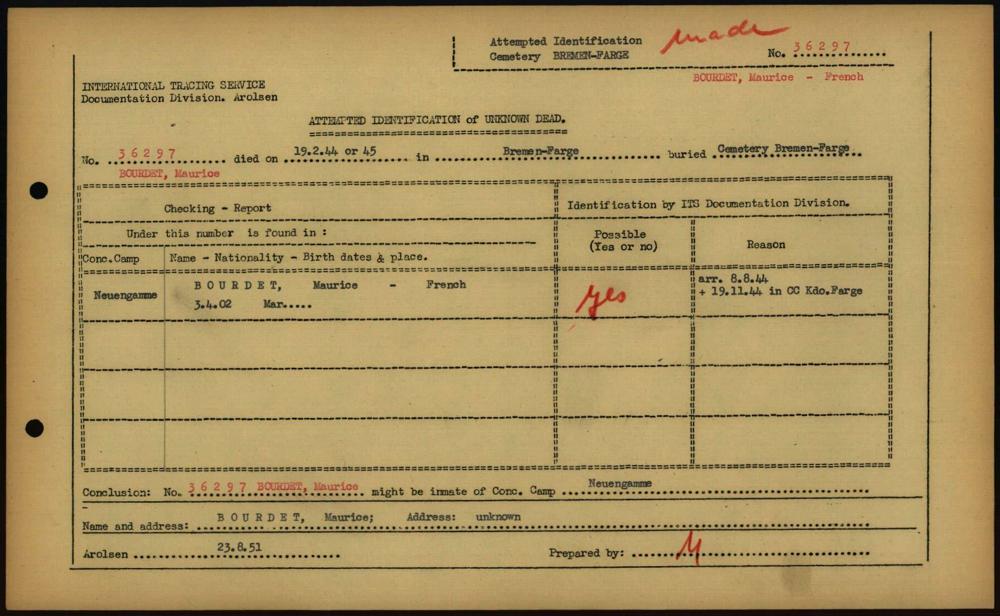 Attempted Identification made
Cemetery BREMEN-FARGE No. 36297
BOURDET, Maurice - French
INTERNATIONAL TRACING SERVICE
Documentation Division. Arolsen
ATTEMPTED IDENTIFICATION of UNKNOWN DEAD.
No. 36297 died on 19.2.44 or 45 in Bremen-Farge buried Cemetery Bremen-Farge
BOURDET, Maurice
Checking - Report
Identification by ITS Documentation Division.
Under this number is found in :
Possible
(Yes or no)
Reason
Conc.Camp Name - Nationality - Birth dates & place.
Neuengamme
BOURDET, Maurice - French
3.4.02 Mar.....
yes
arr. 8.8.44
+ 19.11.44 in CC Kdo.Farge
Conclusion: No. 36297 BOURDET, Maurice might be inmate of Conc. Camp Neuengamme
Name and address: BOURDET, Maurice; Address: unknown
Arolsen 23.8.51 Prepared by: